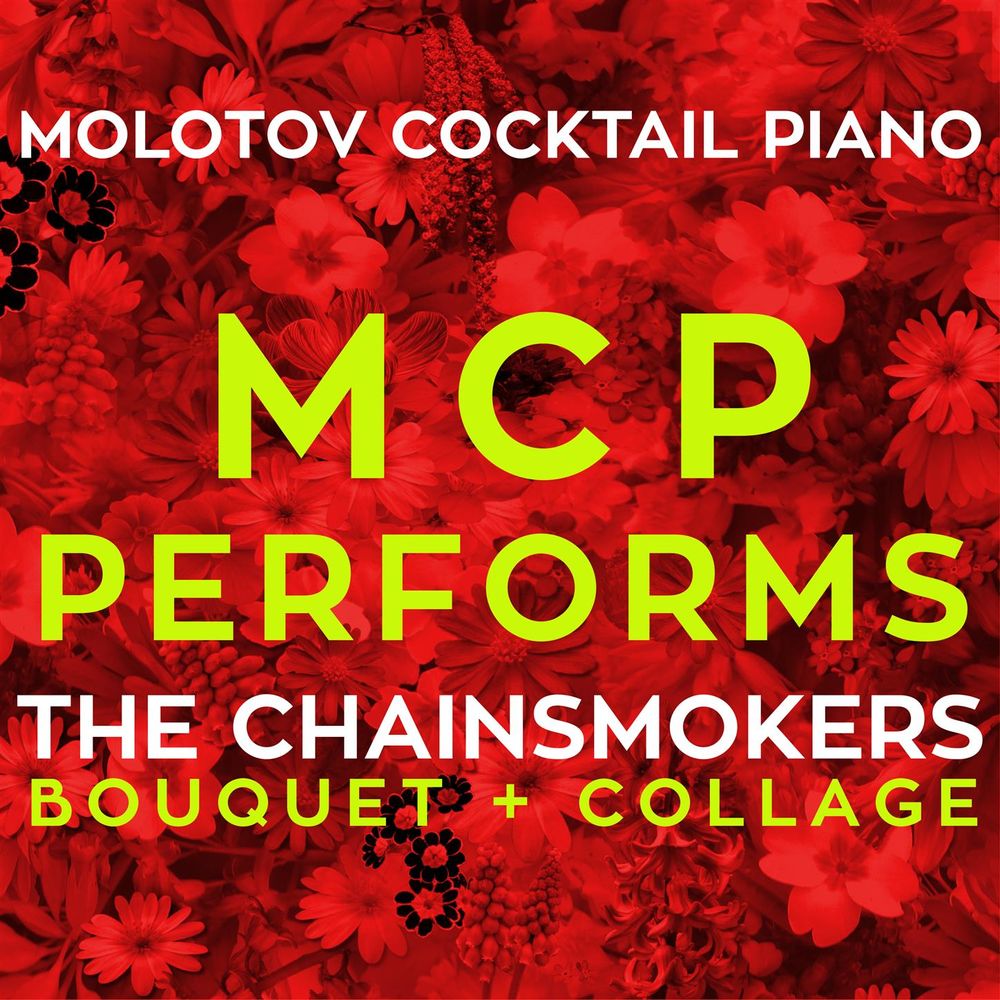 MOLOTOV COCKTAIL PIANO
MCP
PERFORMS
THE CHAINSMOKERS
BOUQUET + COLLAGE